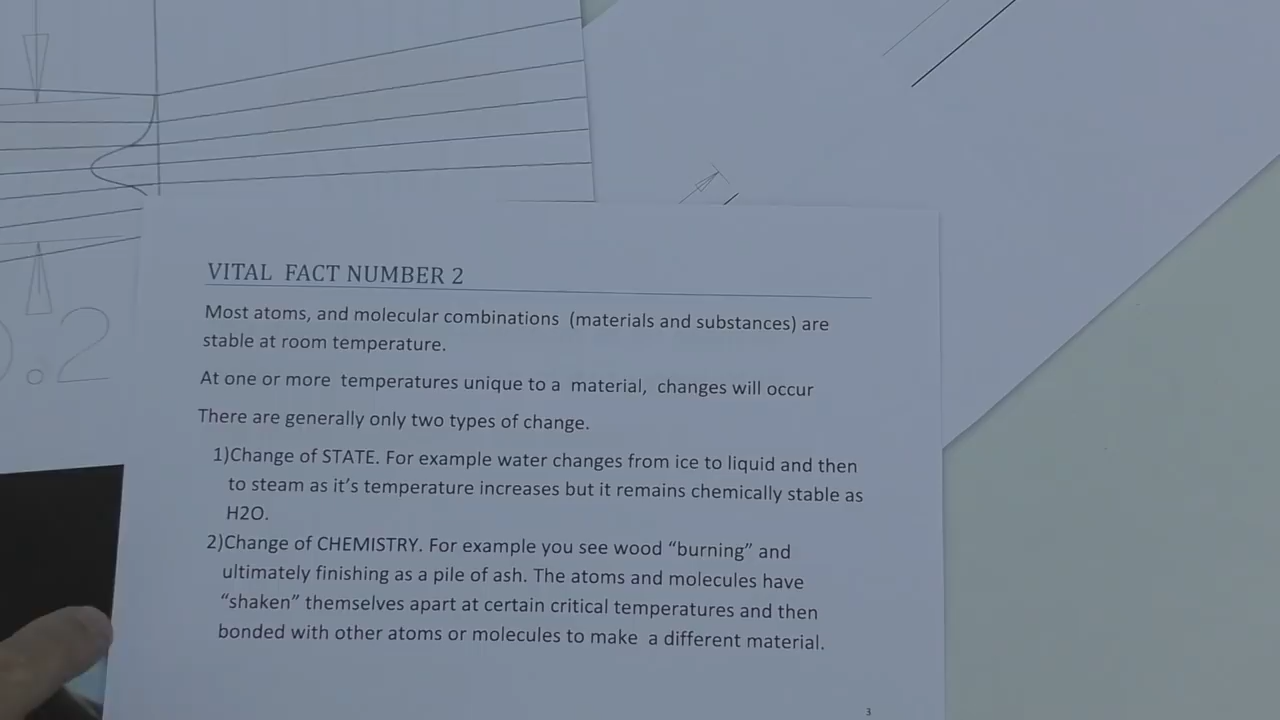 VITAL FACT NUMBER 2
Most atoms, and molecular combinations (materials and substances) are
stable at room temperature.
At one or more temperatures unique to a material, changes will occur
There are generally only two types of change.
1)Change of STATE. For example water changes from ice to liquid and then
to steam as it’s temperature increases but it remains chemically stable as
H2O.
2)Change of CHEMISTRY. For example you see wood “burning” and
ultimately finishing as a pile of ash. The atoms and molecules have
“shaken” themselves apart at certain critical temperatures and then
bonded with other atoms or molecules to make a different material.
3
.2